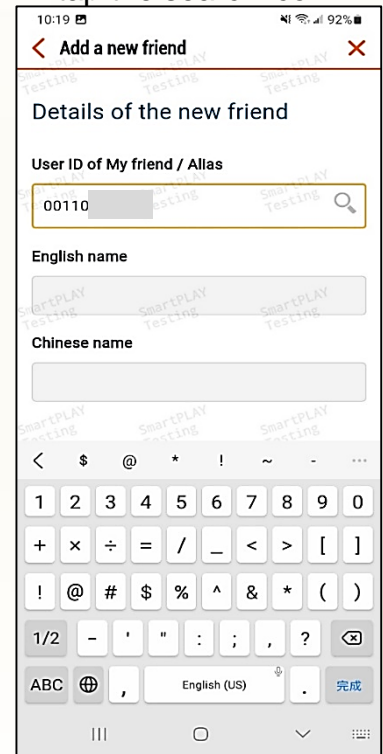 10:19 92%
Add a new friend
Details of the new friend
User ID of My friend / Alias
00110
English name
Chinese name
SmartPLAY Testing
$ @ * ! ~ - ...
1 2 3 4 5 6 7 8 9 0
+ × ÷ = / _ < > [ ]
! @ # $ % ^ & * ( )
1/2 - ' " : ; , ?
ABC , English (US) . 完成